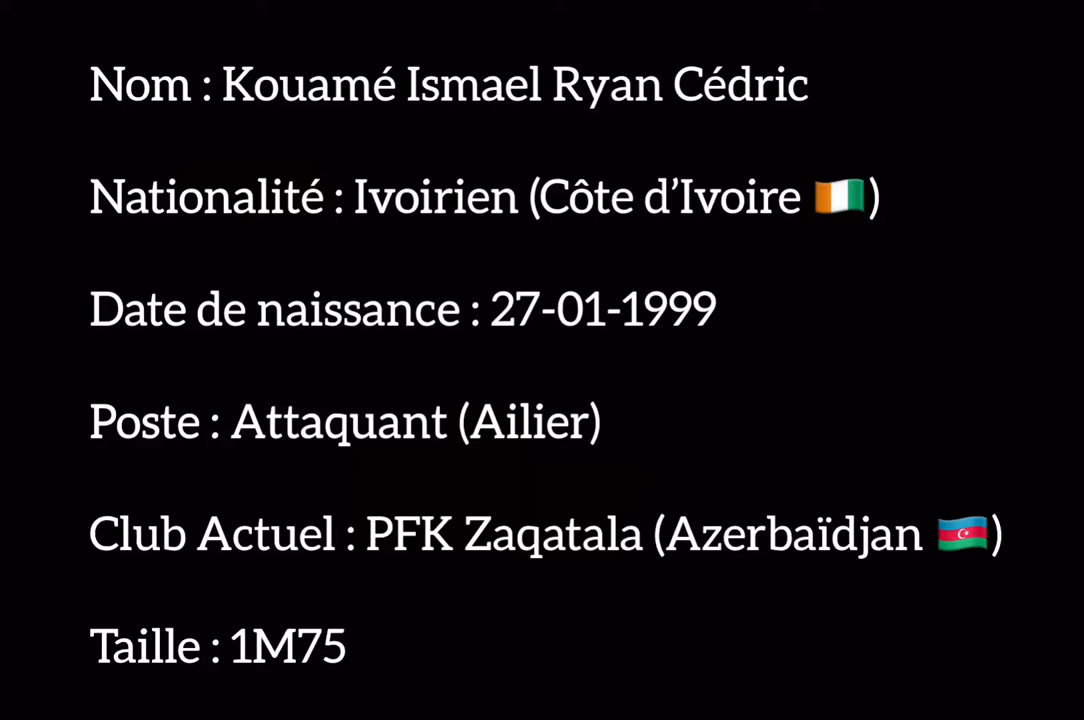 Nom : Kouamé Ismael Ryan Cédric
Nationalité : Ivoirien (Côte d’Ivoire 🇨🇮)
Date de naissance : 27-01-1999
Poste : Attaquant (Ailier)
Club Actuel : PFK Zaqatala (Azerbaïdjan 🇦🇿)
Taille : 1M75